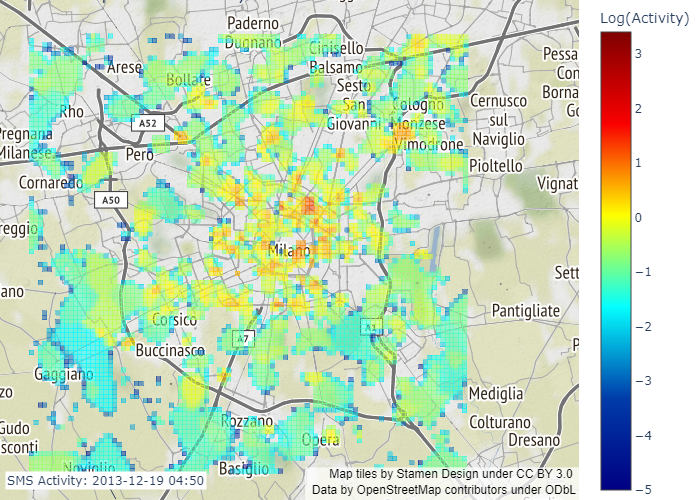 Log(Activity)
Paderno
Dugnano
Cinisello
Balsamo
Arese
Bollate
Sesto
San
Giovanni
Cologno
Monzese
Vimodrone
Cernusco
sul
Naviglio
Pessa
Con
Borna
Go
Rho
A52
Pregnana
Milanese
Pero
Pioltello
Cornaredo
A50
Vignat
reggio
Milano
Sett
ano
Pantigliate
Corsico
A7
A1
Buccinasco
P
Gaggiano
zo
Mediglia
Rozzano
Colturano
Dresano
Gudo
sconti
Opera
Noviglio
Basiglio
SMS Activity: 2013-12-19 04:50
Map tiles by Stamen Design under CC BY 3.0
Data by OpenStreetMap contributors under ODbL
3
2
1
0
−1
−2
−3
−4
−5